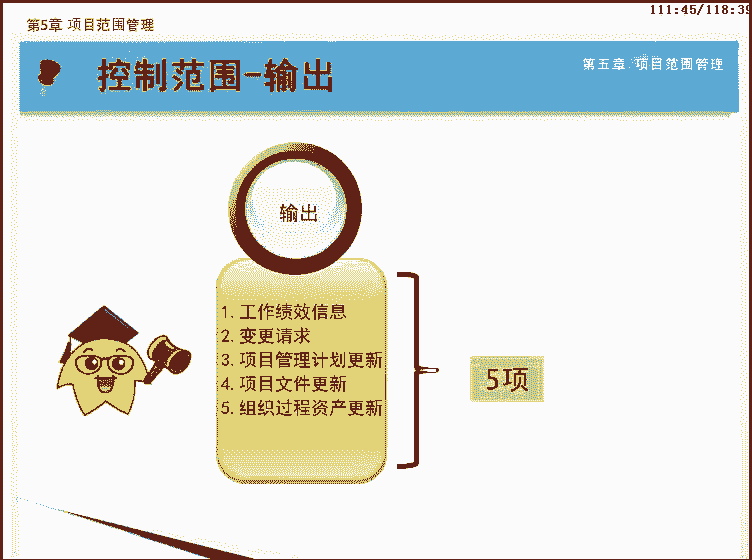 111:45/118:39
第5章 项目范围管理
控制范围-输出
第五章 项目范围管理
输出
1. 工作绩效信息
2. 变更请求
3. 项目管理计划更新
4. 项目文件更新
5. 组织过程资产更新
5项